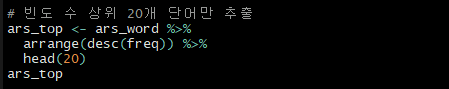 # 빈도 수 상위 20개 단어만 추출
ars_top <- ars_word %>%
  arrange(desc(freq)) %>%
  head(20)
ars_top